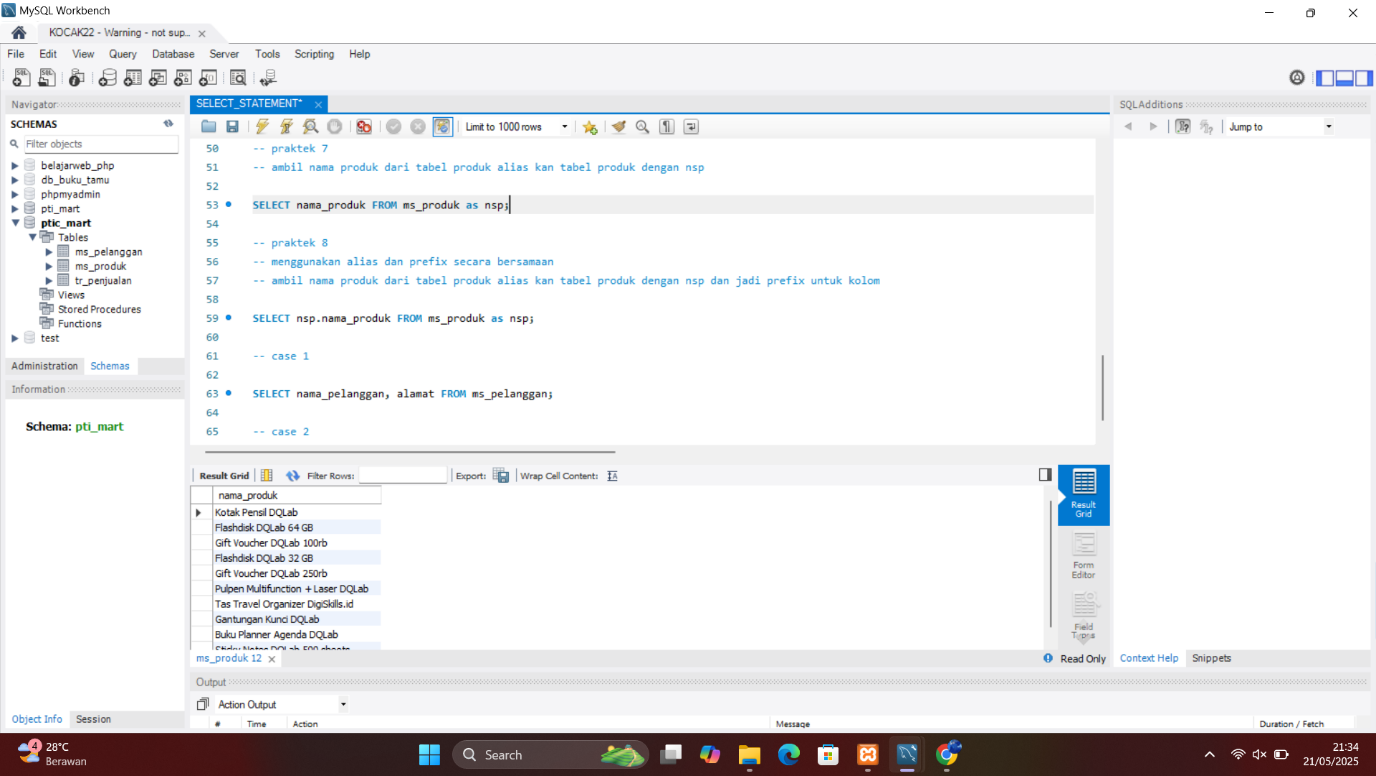 MySQL Workbench
KOCAK22 - Warning - not sup...
File Edit View Query Database Server Tools Scripting Help
Navigator
SCHEMAS
Filter objects
belajarweb_php
db_buku_tamu
phpmyadmin
pti_mart
ptic_mart
Tables
ms_pelanggan
ms_produk
tr_penjualan
Views
Stored Procedures
Functions
test
Administration Schemas
Information
Schema: pti_mart
Object Info Session
SELECT_STATEMENT*
Limit to 1000 rows
50 -- praktek 7
51 -- ambil nama produk dari tabel produk alias kan tabel produk dengan nsp
52
53 SELECT nama_produk FROM ms_produk as nsp;
54
55 -- praktek 8
56 -- menggunakan alias dan prefix secara bersamaan
57 -- ambil nama produk dari tabel produk alias kan tabel produk dengan nsp dan jadi prefix untuk kolom
58
59 SELECT nsp.nama_produk FROM ms_produk as nsp;
60
61 -- case 1
62
63 SELECT nama_pelanggan, alamat FROM ms_pelanggan;
64
65 -- case 2
Result Grid Filter Rows: Export: Wrap Cell Content:
nama_produk
Kotak Pensil DQLab
Flashdisk DQLab 64 GB
Gift Voucher DQLab 100rb
Flashdisk DQLab 32 GB
Gift Voucher DQLab 250rb
Pulpen Multifunction + Laser DQLab
Tas Travel Organizer DigiSkills.id
Gantungan Kunci DQLab
Buku Planner Agenda DQLab
Sticky Notes DQLab 500 sheets
Result Grid
Form Editor
Field Types
ms_produk 12
Read Only
Output
Action Output
# Time Action Message Duration / Fetch
SQLAdditions
Jump to
Context Help Snippets
4
28°C
Berawan
Search
21:34
21/05/2025